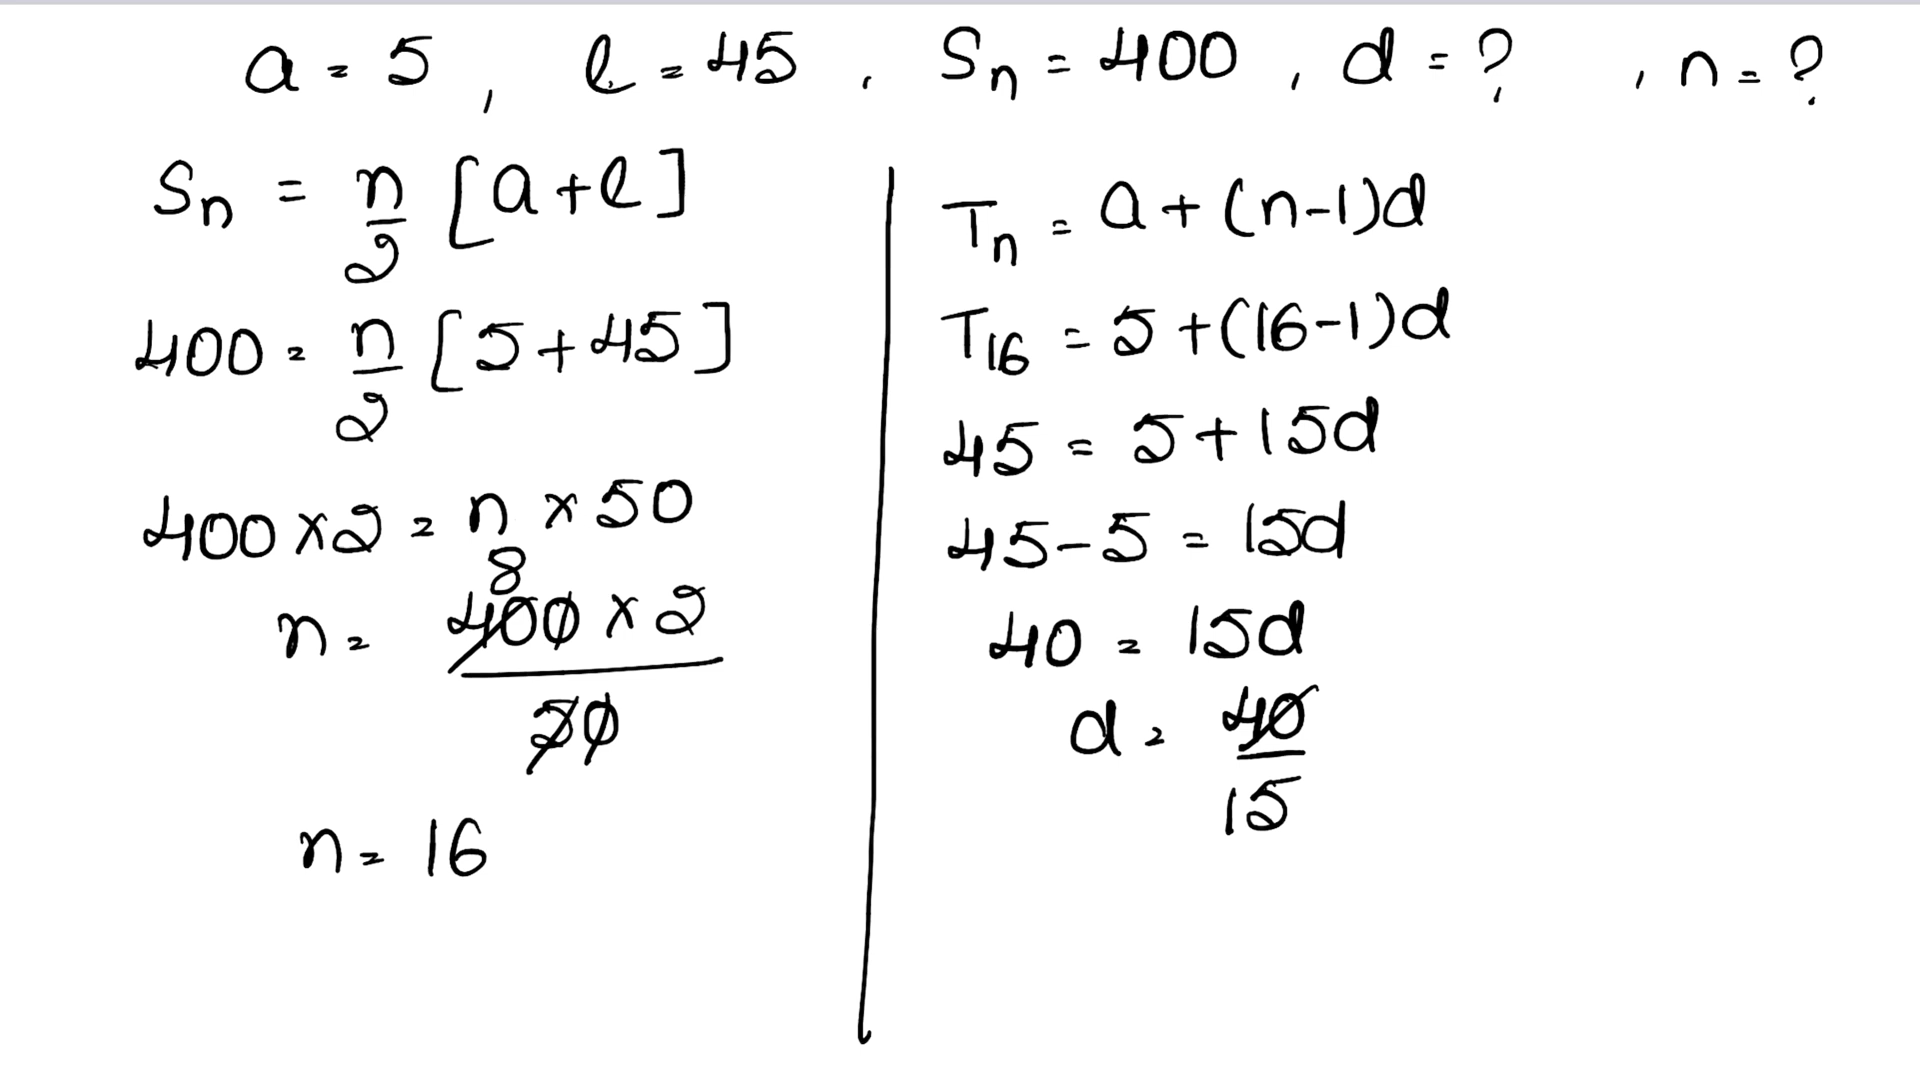 a = 5, l = 45, Sn = 400, d = ?, n = ?
Sn = n/2 [a+l]
400 = n/2 [5+45]
400 x 2 = n x 50
8
n = 400 x 2 / 50
n = 16
Tn = a + (n-1)d
T16 = 5 + (16-1)d
45 = 5 + 15d
45 - 5 = 15d
40 = 15d
d = 40/15